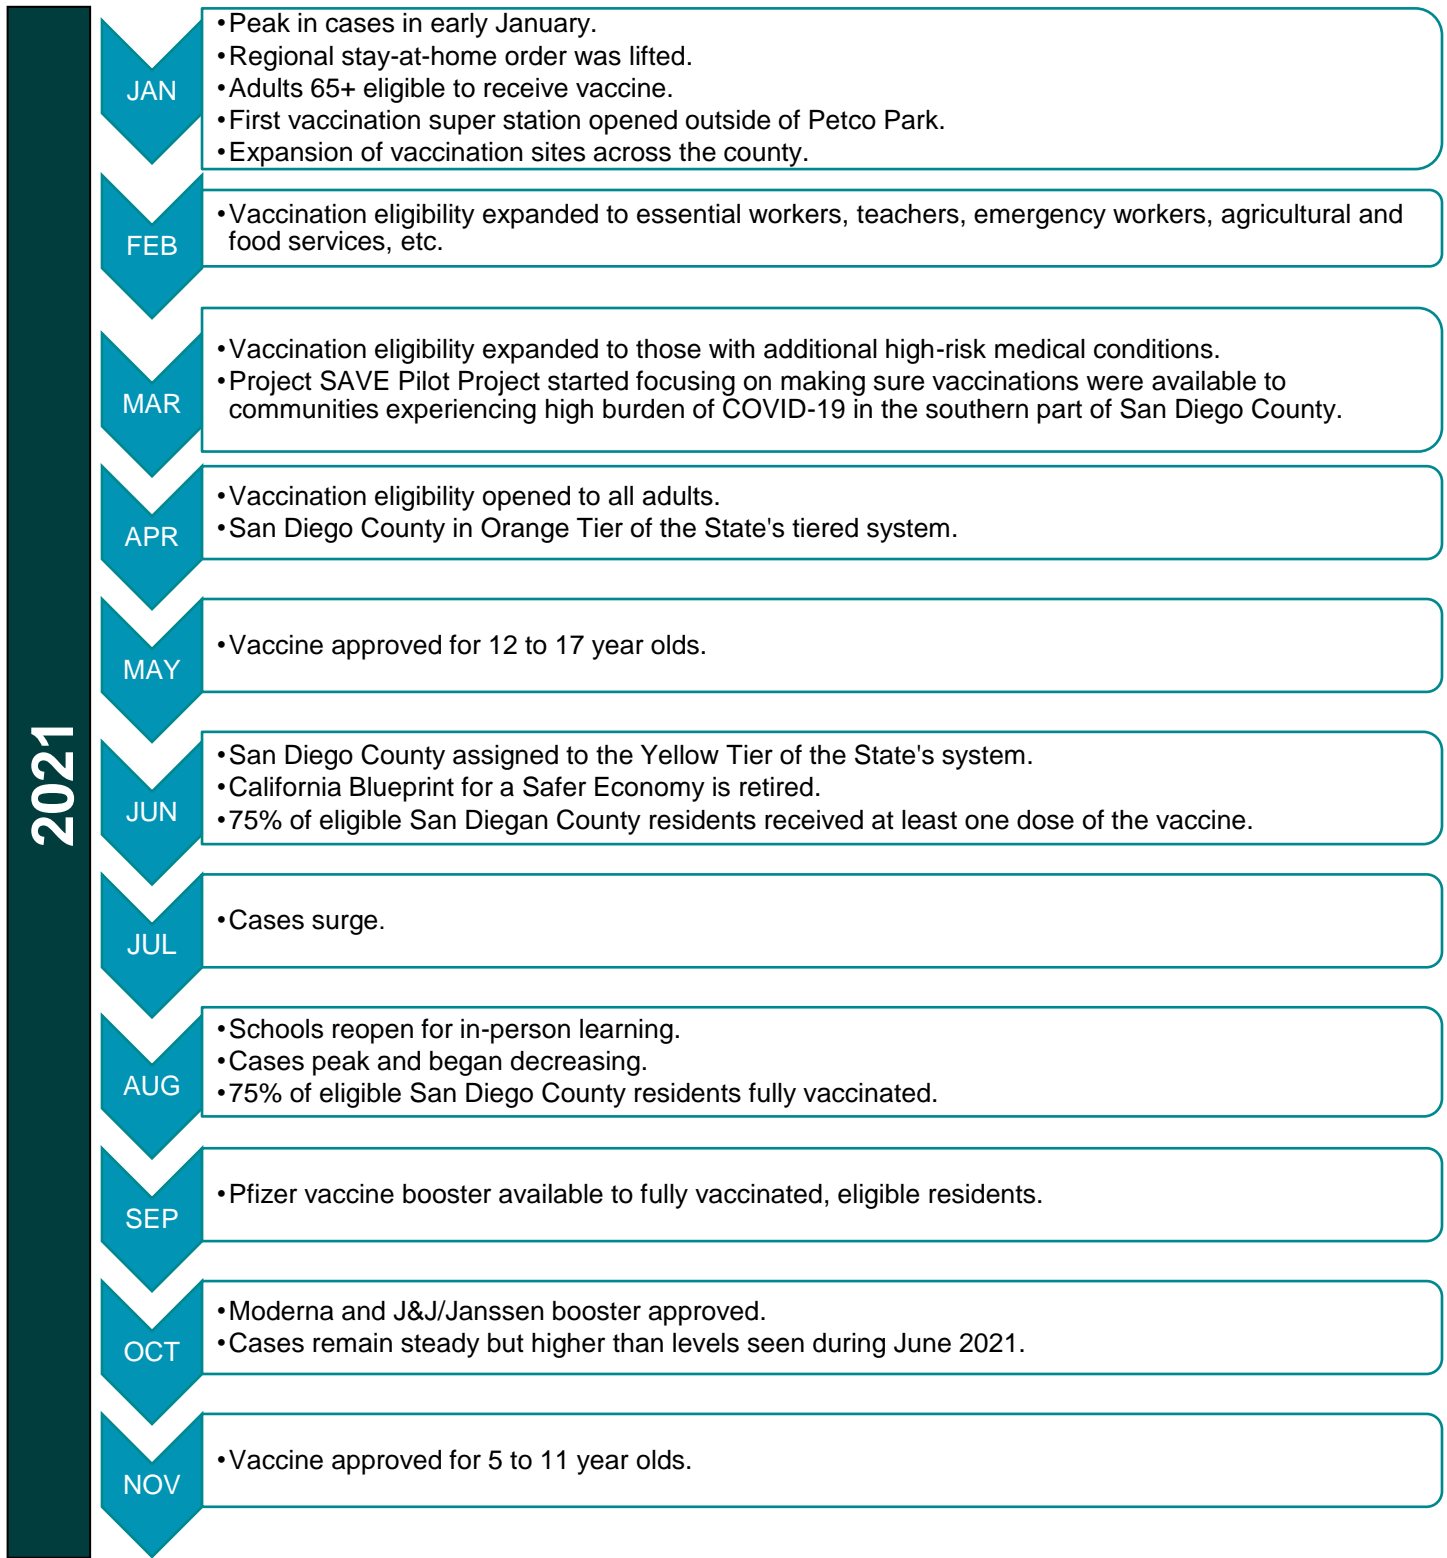 2021
JAN
•Peak in cases in early January.
•Regional stay-at-home order was lifted.
•Adults 65+ eligible to receive vaccine.
•First vaccination super station opened outside of Petco Park.
•Expansion of vaccination sites across the county.
FEB
•Vaccination eligibility expanded to essential workers, teachers, emergency workers, agricultural and
food services, etc.
MAR
•Vaccination eligibility expanded to those with additional high-risk medical conditions.
•Project SAVE Pilot Project started focusing on making sure vaccinations were available to
communities experiencing high burden of COVID-19 in the southern part of San Diego County.
APR
•Vaccination eligibility opened to all adults.
•San Diego County in Orange Tier of the State's tiered system.
MAY
•Vaccine approved for 12 to 17 year olds.
JUN
•San Diego County assigned to the Yellow Tier of the State's system.
•California Blueprint for a Safer Economy is retired.
•75% of eligible San Diegan County residents received at least one dose of the vaccine.
JUL
•Cases surge.
AUG
•Schools reopen for in-person learning.
•Cases peak and began decreasing.
•75% of eligible San Diego County residents fully vaccinated.
SEP
•Pfizer vaccine booster available to fully vaccinated, eligible residents.
OCT
•Moderna and J&J/Janssen booster approved.
•Cases remain steady but higher than levels seen during June 2021.
NOV
•Vaccine approved for 5 to 11 year olds.